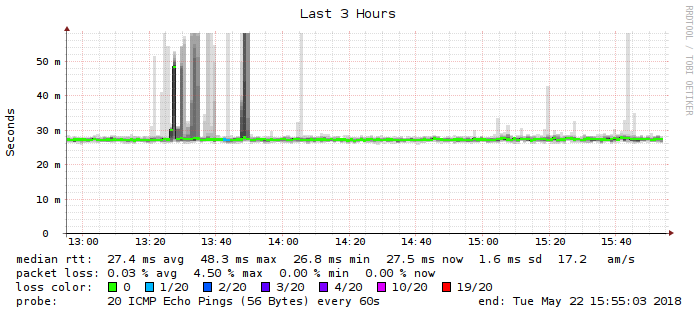 Last 3 Hours
RRDTOOL / TOBI OETIKER
Seconds
50 m
40 m
30 m
20 m
10 m
0
13:00 13:20 13:40 14:00 14:20 14:40 15:00 15:20 15:40
median rtt: 27.4 ms avg 48.3 ms max 26.8 ms min 27.5 ms now 1.6 ms sd 17.2 am/s
packet loss: 0.03 % avg 4.50 % max 0.00 % min 0.00 % now
loss color: 0 1/20 2/20 3/20 4/20 10/20 19/20
probe: 20 ICMP Echo Pings (56 Bytes) every 60s end: Tue May 22 15:55:03 2018